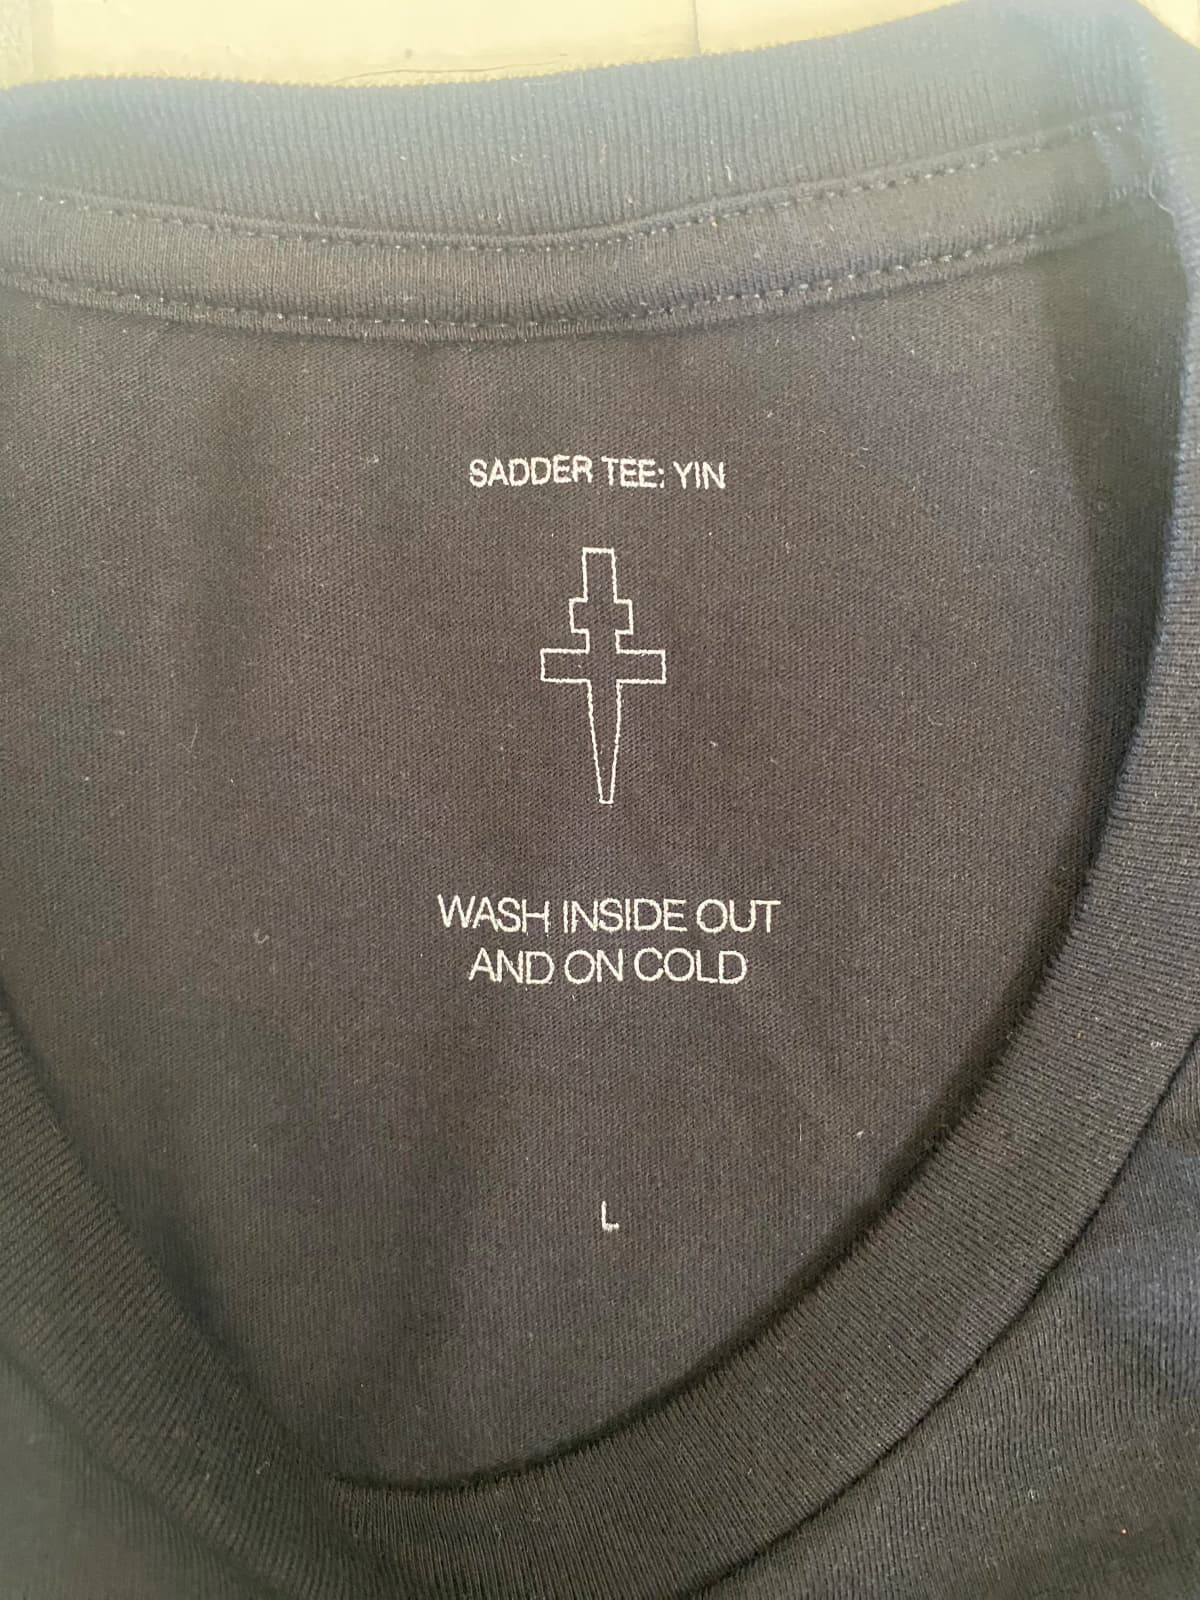 SADDER TEE: YIN
WASH INSIDE OUT
AND ON COLD
L